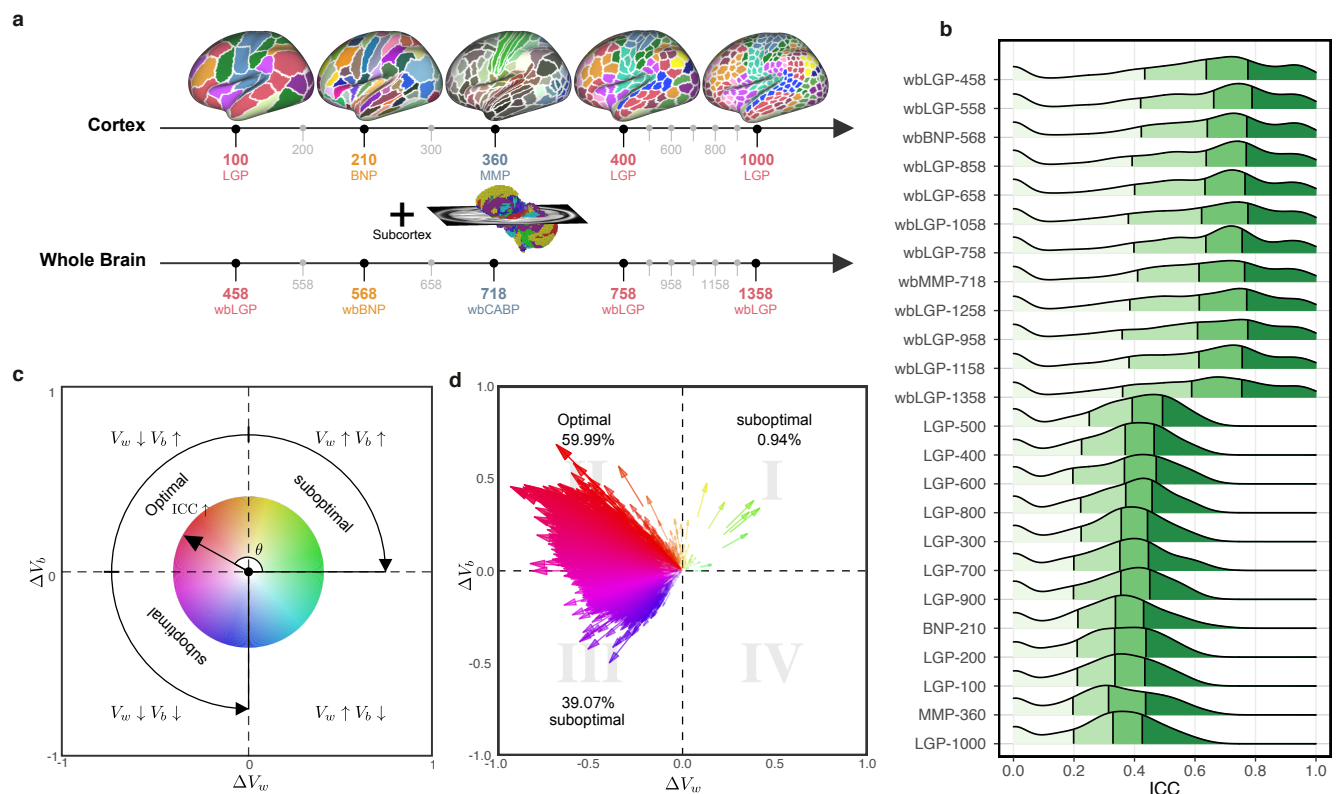 a
Cortex
200
300
600
800
100
210
360
400
1000
LGP
BNP
MMP
LGP
LGP
+
Subcortex
Whole Brain
558
658
958
1158
458
568
718
758
1358
wbLGP
wbBNP
wbCABP
wbLGP
wbLGP
b
wbLGP-458
wbLGP-558
wbBNP-568
wbLGP-858
wbLGP-658
wbLGP-1058
wbLGP-758
wbMMP-718
wbLGP-1258
wbLGP-958
wbLGP-1158
wbLGP-1358
LGP-500
LGP-400
LGP-600
LGP-800
LGP-300
LGP-700
LGP-900
BNP-210
LGP-200
LGP-100
MMP-360
LGP-1000
0.0 0.2 0.4 0.6 0.8 1.0
ICC
c
1
V_w ↓ V_b ↑
V_w ↑ V_b ↑
Optimal
suboptimal
ICC ↑
θ
ΔV_b
0
suboptimal
V_w ↓ V_b ↓
V_w ↑ V_b ↓
-1
-1 0 1
ΔV_w
d
1.0
Optimal
59.99%
suboptimal
0.94%
II
I
0.5
ΔV_b
0.0
-0.5
III
IV
39.07%
suboptimal
-1.0
-1.0 -0.5 0.0 0.5 1.0
ΔV_w